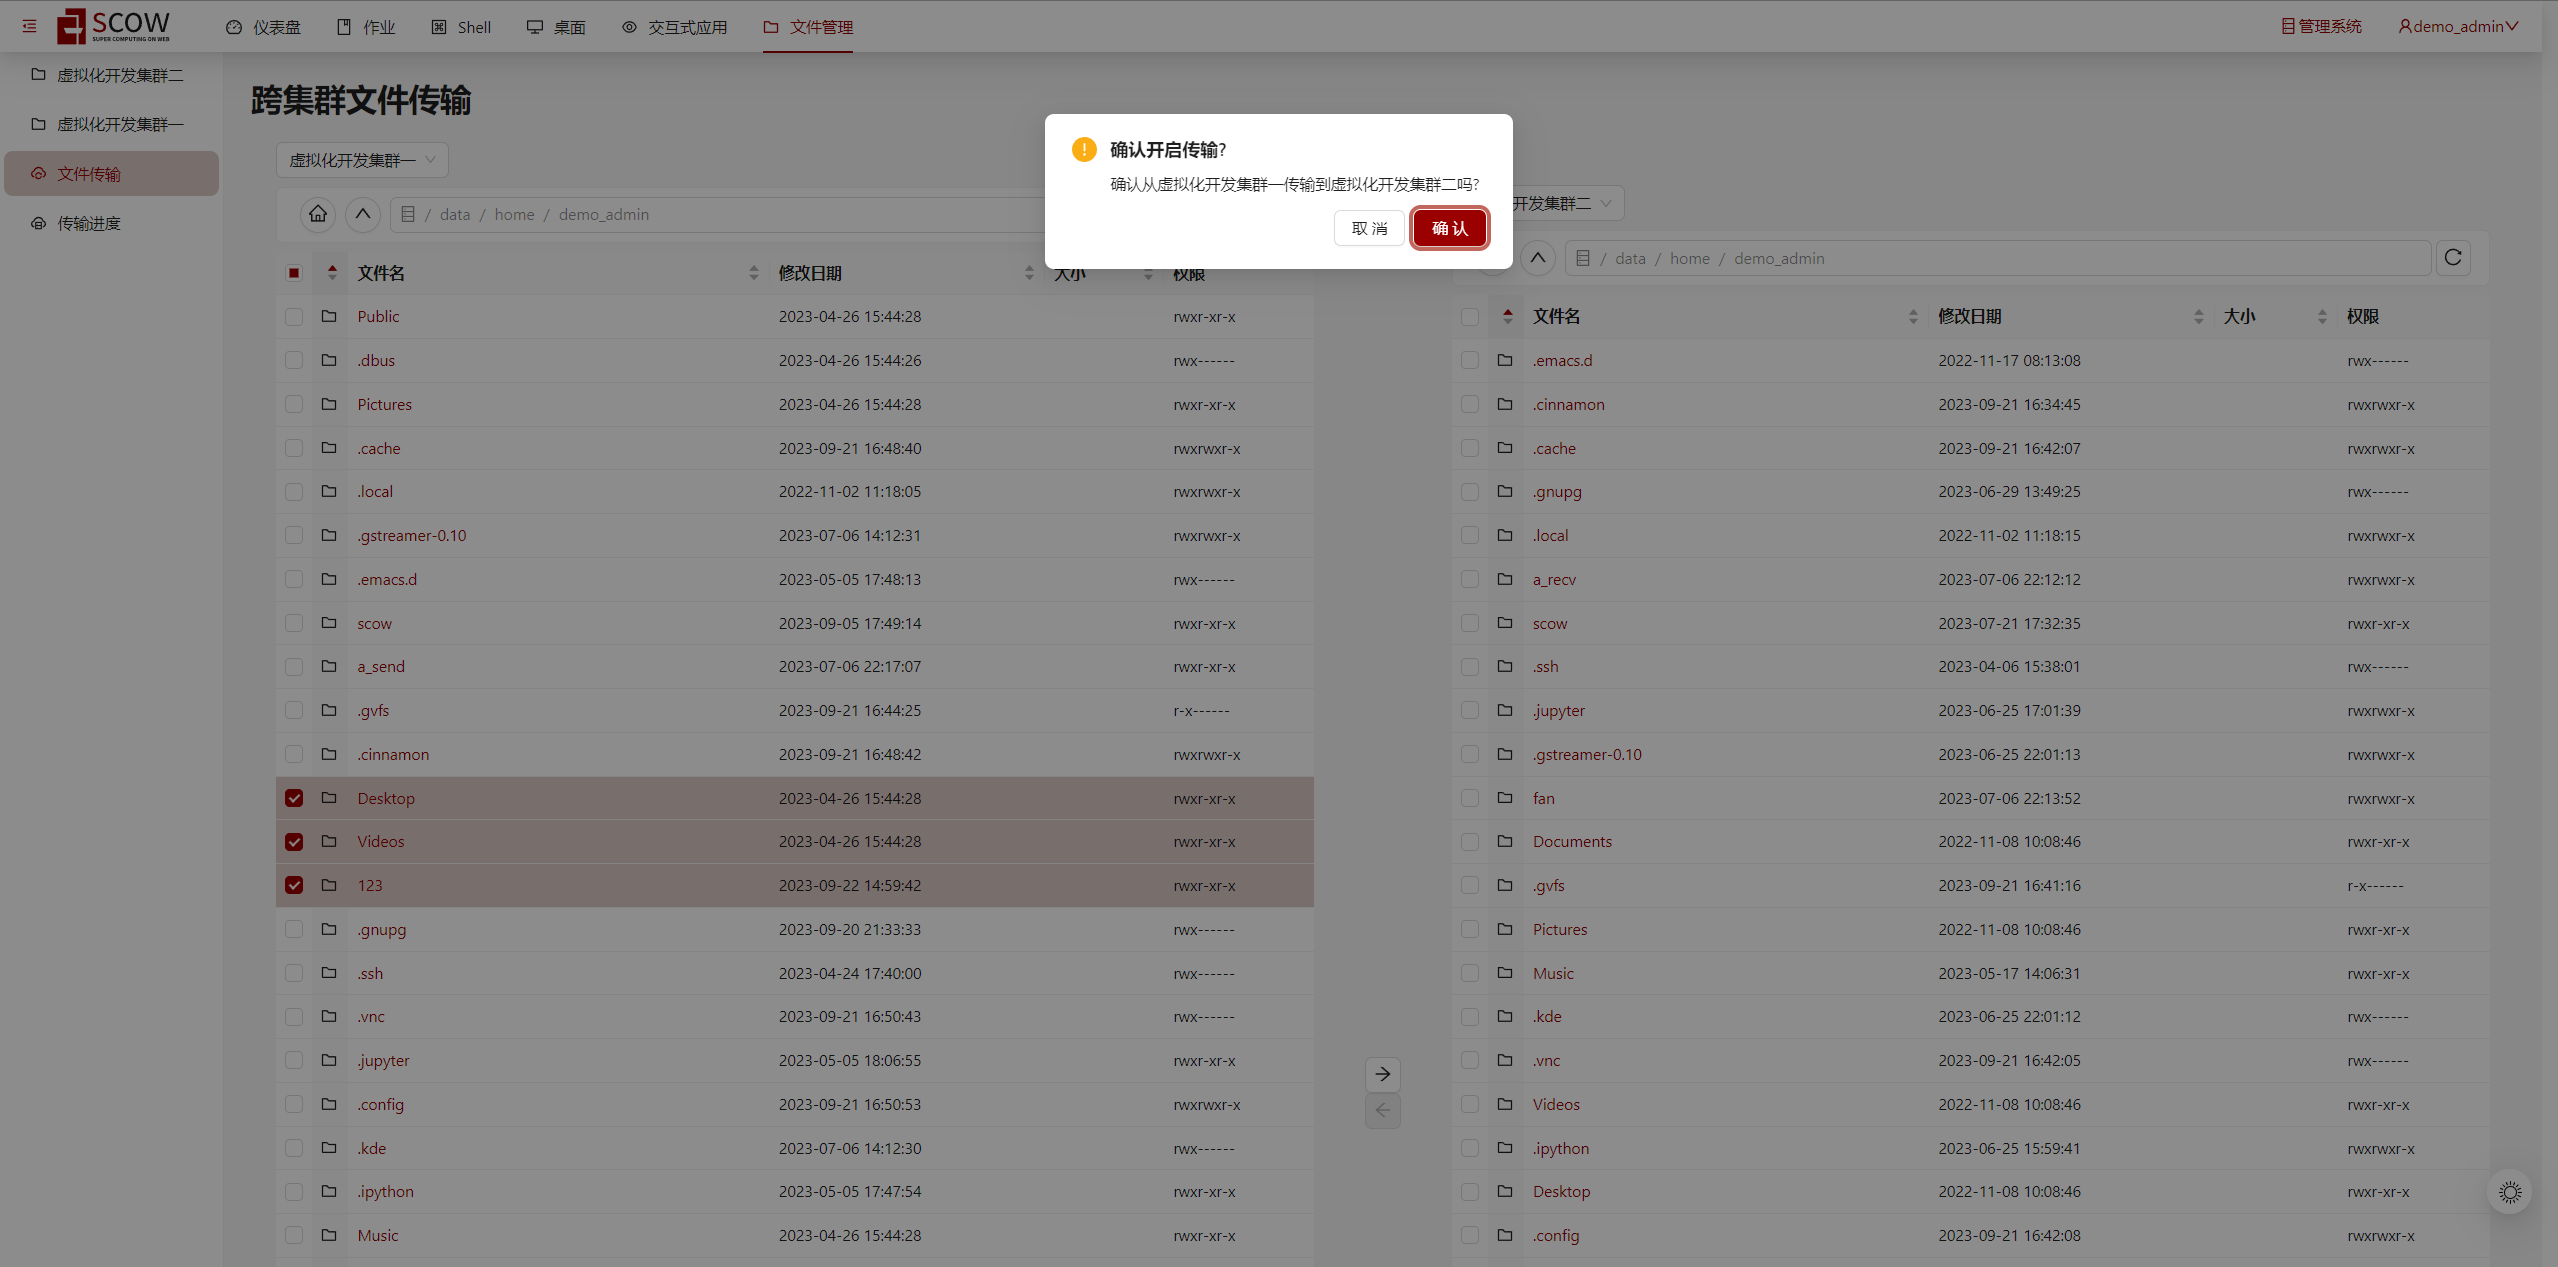 SCOW
SUPER COMPUTING ON WEB
仪表盘
作业
Shell
桌面
交互式应用
文件管理
管理系统
demo_admin
虚拟化开发集群二
虚拟化开发集群一
文件传输
传输进度
跨集群文件传输
虚拟化开发集群一
/ data / home / demo_admin
文件名 修改日期 大小 权限
Public 2023-04-26 15:44:28 rwxr-xr-x
.dbus 2023-04-26 15:44:26 rwx------
Pictures 2023-04-26 15:44:28 rwxr-xr-x
.cache 2023-09-21 16:48:40 rwxrwxr-x
.local 2022-11-02 11:18:05 rwxrwxr-x
.gstreamer-0.10 2023-07-06 14:12:31 rwxrwxr-x
.emacs.d 2023-05-05 17:48:13 rwx------
scow 2023-09-05 17:49:14 rwxr-xr-x
a_send 2023-07-06 22:17:07 rwxr-xr-x
.gvfs 2023-09-21 16:44:25 r-x------
.cinnamon 2023-09-21 16:48:42 rwxrwxr-x
Desktop 2023-04-26 15:44:28 rwxr-xr-x
Videos 2023-04-26 15:44:28 rwxr-xr-x
123 2023-09-22 14:59:42 rwxr-xr-x
.gnupg 2023-09-20 21:33:33 rwx------
.ssh 2023-04-24 17:40:00 rwx------
.vnc 2023-09-21 16:50:43 rwx------
.jupyter 2023-05-05 18:06:55 rwxr-xr-x
.config 2023-09-21 16:50:53 rwxrwxr-x
.kde 2023-07-06 14:12:30 rwx------
.ipython 2023-05-05 17:47:54 rwxr-xr-x
Music 2023-04-26 15:44:28 rwxr-xr-x
确认开启传输?
确认从虚拟化开发集群一传输到虚拟化开发集群二吗?
取 消
确 认
开发集群二
/ data / home / demo_admin
文件名 修改日期 大小 权限
.emacs.d 2022-11-17 08:13:08 rwx------
.cinnamon 2023-09-21 16:34:45 rwxrwxr-x
.cache 2023-09-21 16:42:07 rwxrwxr-x
.gnupg 2023-06-29 13:49:25 rwx------
.local 2022-11-02 11:18:15 rwxrwxr-x
a_recv 2023-07-06 22:12:12 rwxrwxr-x
scow 2023-07-21 17:32:35 rwxr-xr-x
.ssh 2023-04-06 15:38:01 rwx------
.jupyter 2023-06-25 17:01:39 rwxrwxr-x
.gstreamer-0.10 2023-06-25 22:01:13 rwxrwxr-x
fan 2023-07-06 22:13:52 rwxrwxr-x
Documents 2022-11-08 10:08:46 rwxr-xr-x
.gvfs 2023-09-21 16:41:16 r-x------
Pictures 2022-11-08 10:08:46 rwxr-xr-x
Music 2023-05-17 14:06:31 rwxr-xr-x
.kde 2023-06-25 22:01:12 rwx------
.vnc 2023-09-21 16:42:05 rwx------
Videos 2022-11-08 10:08:46 rwxr-xr-x
.ipython 2023-06-25 15:59:41 rwxrwxr-x
Desktop 2022-11-08 10:08:46 rwxr-xr-x
.config 2023-09-21 16:42:08 rwxrwxr-x